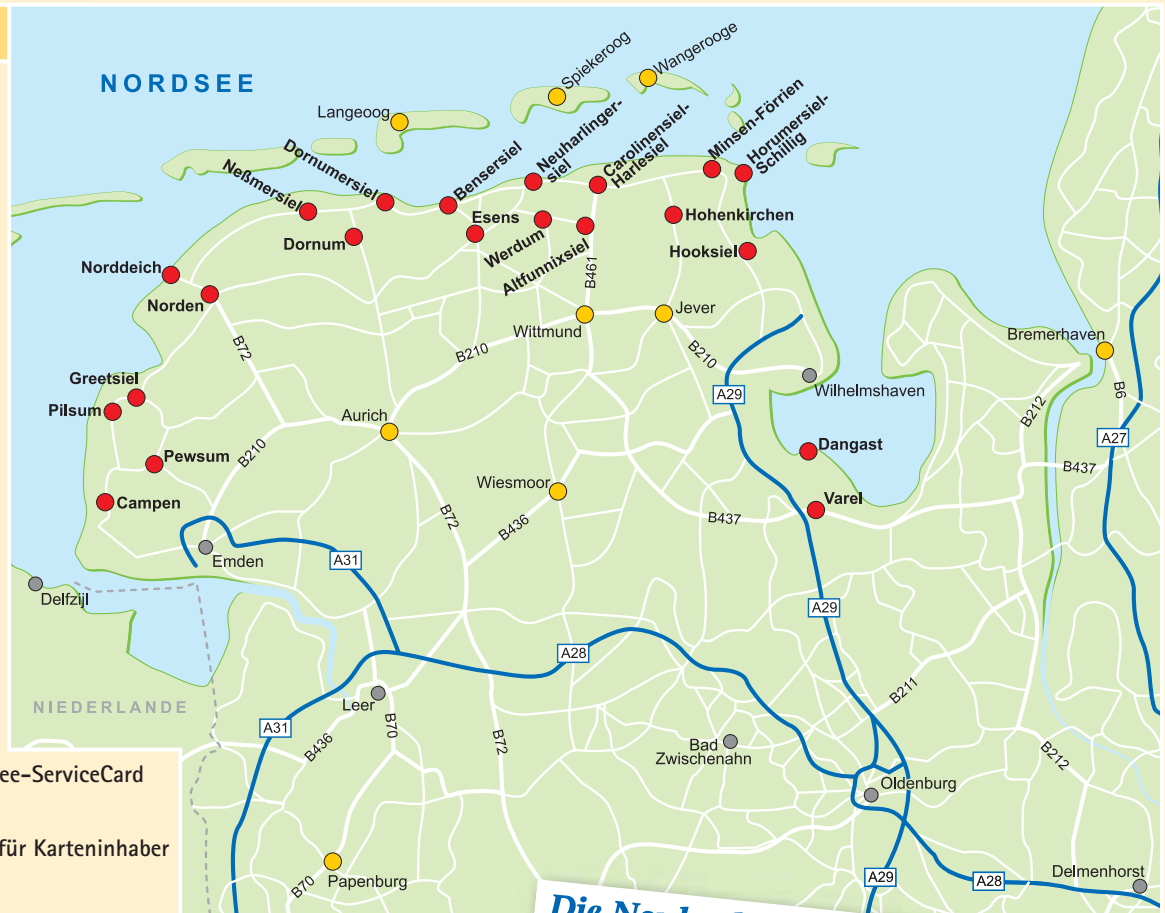 NORDSEE
Langeoog
Spiekeroog
Wangerooge
Neßmersiel
Dornumersiel
Bensersiel
Neuharlinger-
siel
Carolinensiel-
Harlesiel
Minsen-Förrien
Horumersiel-
Schillig
Dornum
Esens
Werdum
Altfunnixsiel
Hohenkirchen
Hooksiel
Norddeich
Norden
B461
Wittmund
Jever
B72
B210
B210
Bremerhaven
Greetsiel
Pilsum
Aurich
A29
Wilhelmshaven
B212
B6
A27
Pewsum
B210
Dangast
B437
Campen
Wiesmoor
Varel
B72
B436
B437
Emden
A31
Delfzijl
A29
A28
NIEDERLANDE
Leer
B70
A31
B436
B72
B211
Bad
Zwischenahn
B212
Oldenburg
ee-ServiceCard
für Karteninhaber
B70
Papenburg
A29
A28
Delmenhorst